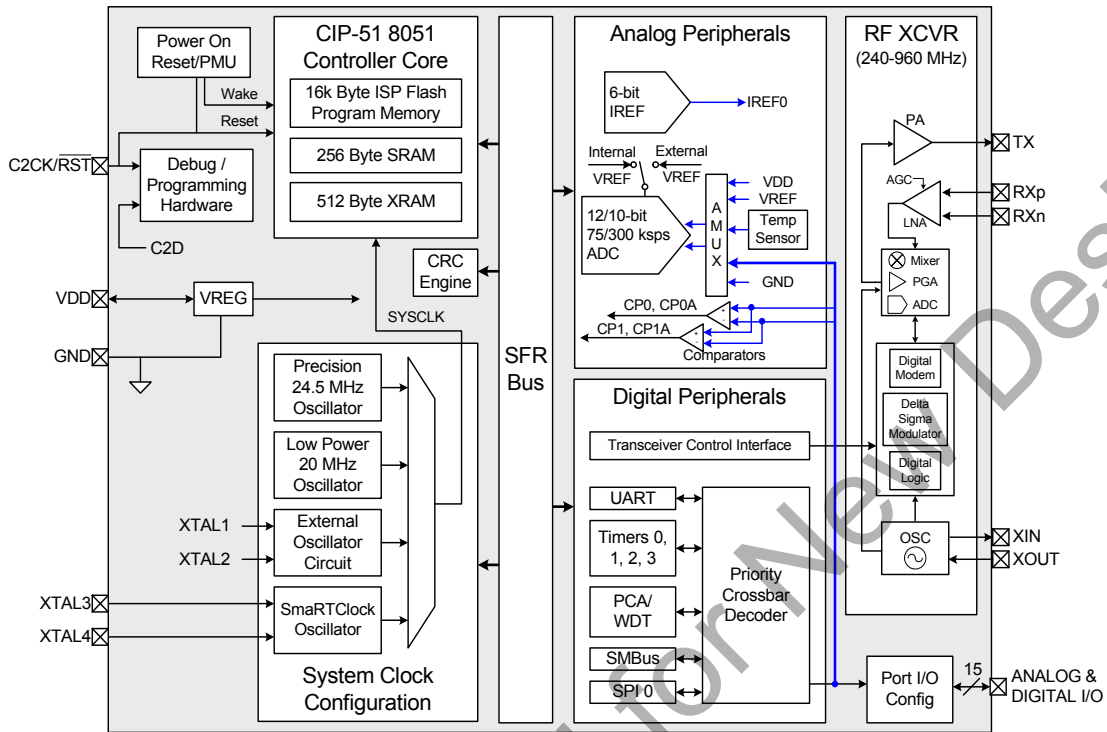 Power On
Reset/PMU
Wake
Reset
C2CK/RST
Debug /
Programming
Hardware
C2D
VDD
VREG
GND
CIP-51 8051
Controller Core
16k Byte ISP Flash
Program Memory
256 Byte SRAM
512 Byte XRAM
CRC
Engine
SYSCLK
Precision
24.5 MHz
Oscillator
Low Power
20 MHz
Oscillator
XTAL1
XTAL2
External
Oscillator
Circuit
XTAL3
XTAL4
SmaRTClock
Oscillator
System Clock
Configuration
SFR
Bus
Analog Peripherals
6-bit
IREF
IREF0
Internal
VREF
External
VREF
12/10-bit
75/300 ksps
ADC
A
M
U
X
VDD
VREF
Temp
Sensor
GND
CP0, CP0A
+
-
CP1, CP1A
+
-
Comparators
Digital Peripherals
Transceiver Control Interface
UART
Timers 0,
1, 2, 3
PCA/
WDT
SMBus
SPI 0
Priority
Crossbar
Decoder
RF XCVR
(240-960 MHz)
PA
TX
AGC
LNA
RXp
RXn
Mixer
PGA
ADC
Digital
Modem
Delta
Sigma
Modulator
Digital
Logic
OSC
XIN
XOUT
Port I/O
Config
15
ANALOG &
DIGITAL I/O
for New Des